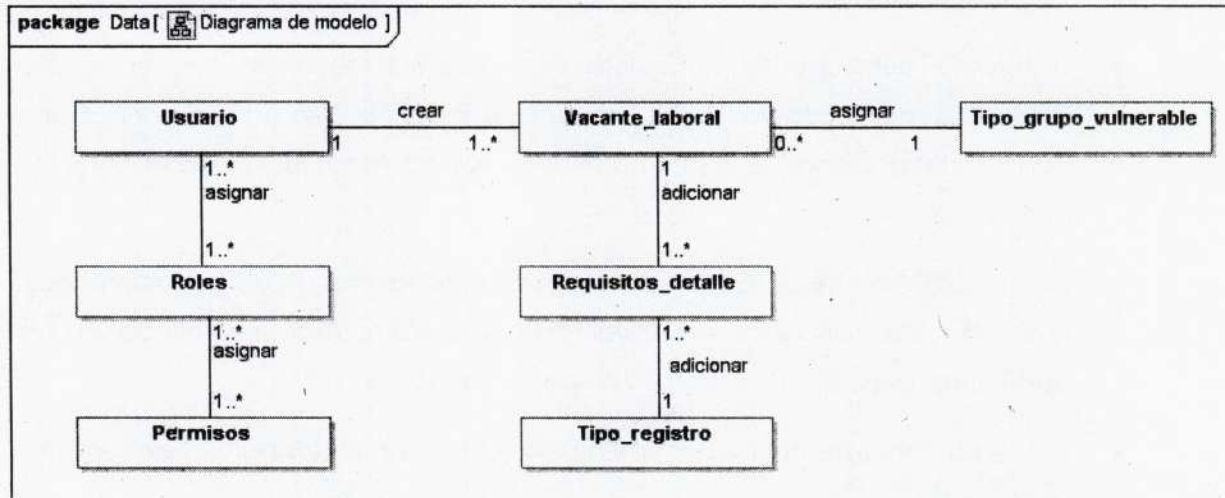 package Data[ Diagrama de modelo ]
Usuario
crear
Vacante_laboral
asignar
Tipo_grupo_vulnerable
1
1..*
0..*
1
1..*
asignar
1
adicionar
1..*
1..*
Roles
Requisitos_detalle
1..*
asignar
1..*
adicionar
1..*
1
Permisos
Tipo_registro